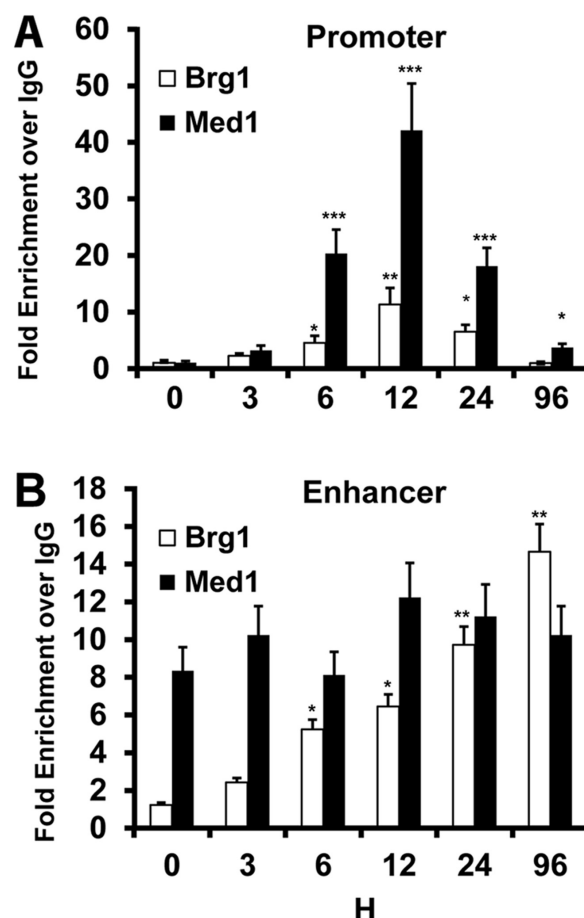 A
Promoter
Fold Enrichment over IgG
60
50
40
30
20
10
0
Brg1
Med1
*
***
**
***
*
***
*
0 3 6 12 24 96
B
Enhancer
Fold Enrichment over IgG
18
16
14
12
10
8
6
4
2
0
Brg1
Med1
*
*
**
**
0 3 6 12 24 96
H